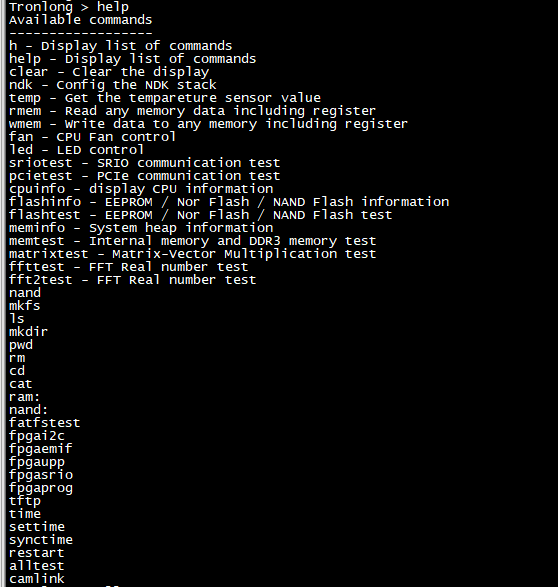 Tronlong > help
Available commands
------------------
h - Display list of commands
help - Display list of commands
clear - Clear the display
ndk - Config the NDK stack
temp - Get the tempareture sensor value
rmem - Read any memory data including register
wmem - Write data to any memory including register
fan - CPU Fan control
led - LED control
sriotest - SRIO communication test
pcietest - PCIe communication test
cpuinfo - display CPU information
flashinfo - EEPROM / Nor Flash / NAND Flash information
flashtest - EEPROM / Nor Flash / NAND Flash test
meminfo - System heap information
memtest - Internal memory and DDR3 memory test
matrixtest - Matrix-Vector Multiplication test
ffttest - FFT Real number test
fft2test - FFT Real number test
nand
mkfs
ls
mkdir
pwd
rm
cd
cat
ram:
nand:
fatfstest
fpgai2c
fpgaemif
fpgaupp
fpgasrio
fpgaprog
tftp
time
settime
synctime
restart
alltest
camlink